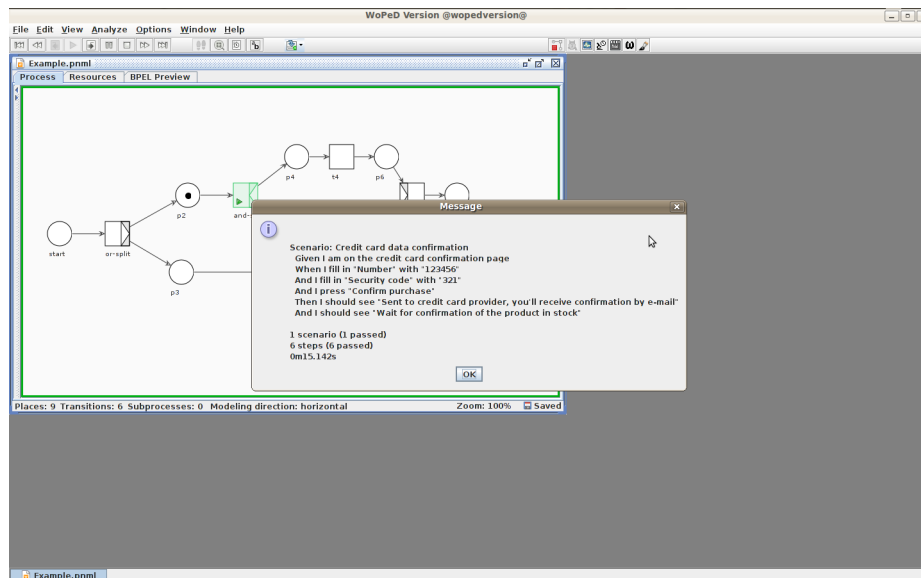 WoPeD Version @wopedversion@
File Edit View Analyze Options Window Help
Example.pnml
Process Resources BPEL Preview
p4 t4 p6
p2 and-
start or-split
p3
Message
Scenario: Credit card data confirmation
Given I am on the credit card confirmation page
When I fill in "Number" with "123456"
And I fill in "Security code" with "321"
And I press "Confirm purchase"
Then I should see "Sent to credit card provider, you'll receive confirmation by e-mail"
And I should see "Wait for confirmation of the product in stock"
1 scenario (1 passed)
6 steps (6 passed)
0m15.142s
OK
Places: 9 Transitions: 6 Subprocesses: 0 Modeling direction: horizontal Zoom: 100% Saved
Example.pnml